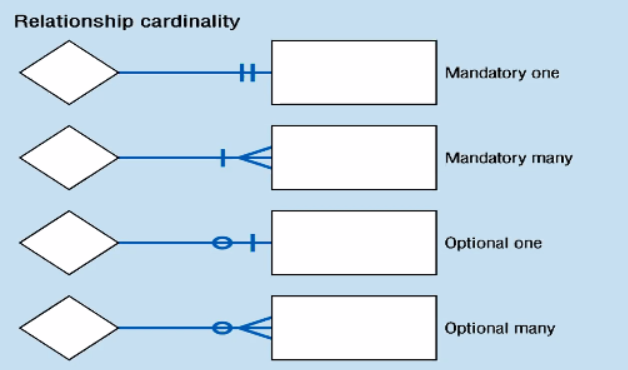 Relationship cardinality
Mandatory one
Mandatory many
Optional one
Optional many